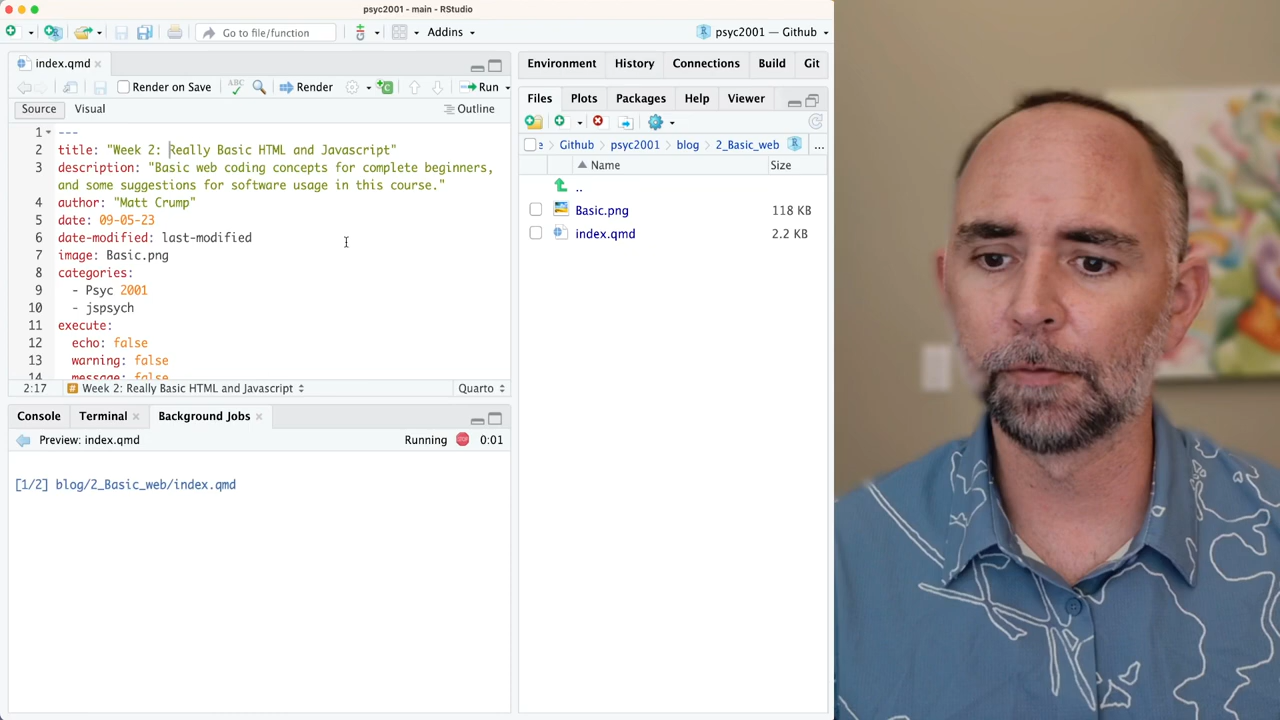 psyc2001 - main - RStudio
Go to file/function
Addins
psyc2001 — Github
index.qmd
Render on Save
ABC
Render
Run
Source
Visual
Outline
1 ---
2 title: "Week 2: Really Basic HTML and Javascript"
3 description: "Basic web coding concepts for complete beginners,
and some suggestions for software usage in this course."
4 author: "Matt Crump"
5 date: 09-05-23
6 date-modified: last-modified
7 image: Basic.png
8 categories:
9 - Psyc 2001
10 - jspsych
11 execute:
12 echo: false
13 warning: false
14 message: false
2:17
# Week 2: Really Basic HTML and Javascript
Quarto
Console
Terminal
Background Jobs
Preview: index.qmd
Running
STOP
0:01
[1/2] blog/2_Basic_web/index.qmd
Environment
History
Connections
Build
Git
Files
Plots
Packages
Help
Viewer
e
Github
psyc2001
blog
2_Basic_web
...
Name
Size
..
Basic.png
118 KB
index.qmd
2.2 KB